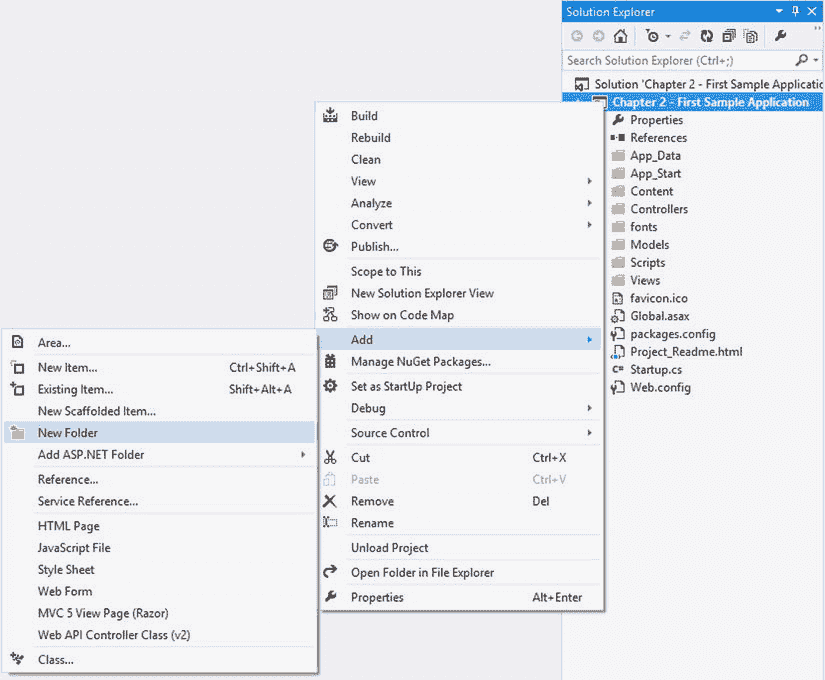 Solution Explorer
Search Solution Explorer (Ctrl+;)
Solution 'Chapter 2 - First Sample Applicatio
Chapter 2 - First Sample Application
Properties
References
App_Data
App_Start
Content
Controllers
fonts
Models
Scripts
Views
favicon.ico
Global.asax
packages.config
Project_Readme.html
C# Startup.cs
Web.config
Build
Rebuild
Clean
View
Analyze
Convert
Publish...
Scope to This
New Solution Explorer View
Show on Code Map
Add
Manage NuGet Packages...
Set as StartUp Project
Debug
Source Control
Cut Ctrl+X
Paste Ctrl+V
Remove Del
Rename
Unload Project
Open Folder in File Explorer
Properties Alt+Enter
Area...
New Item... Ctrl+Shift+A
Existing Item... Shift+Alt+A
New Scaffolded Item...
New Folder
Add ASP.NET Folder
Reference...
Service Reference...
HTML Page
JavaScript File
Style Sheet
Web Form
MVC 5 View Page (Razor)
Web API Controller Class (v2)
Class...